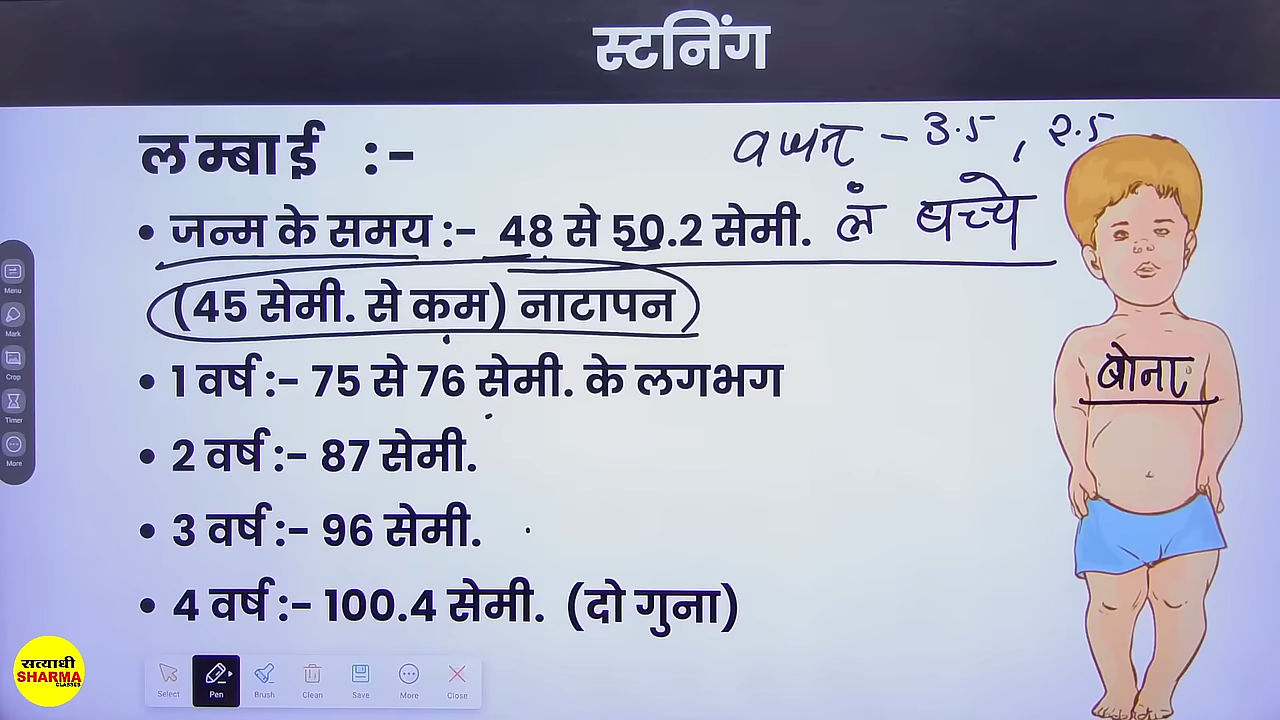 स्टनिंग
वजन - 3.5, 2.5
लम्बाई :-
• जन्म के समय :- 48 से 50.2 सेमी. लं बच्चे
(45 सेमी. से कम) नाटापन
• 1 वर्ष :- 75 से 76 सेमी. के लगभग
बोना
• 2 वर्ष :- 87 सेमी.
• 3 वर्ष :- 96 सेमी.
• 4 वर्ष :- 100.4 सेमी. (दो गुना)
Menu
Mark
Crop
Timer
More
सत्यार्थी
SHARMA
CLASSES
Select Pen Brush Clean Save More Close